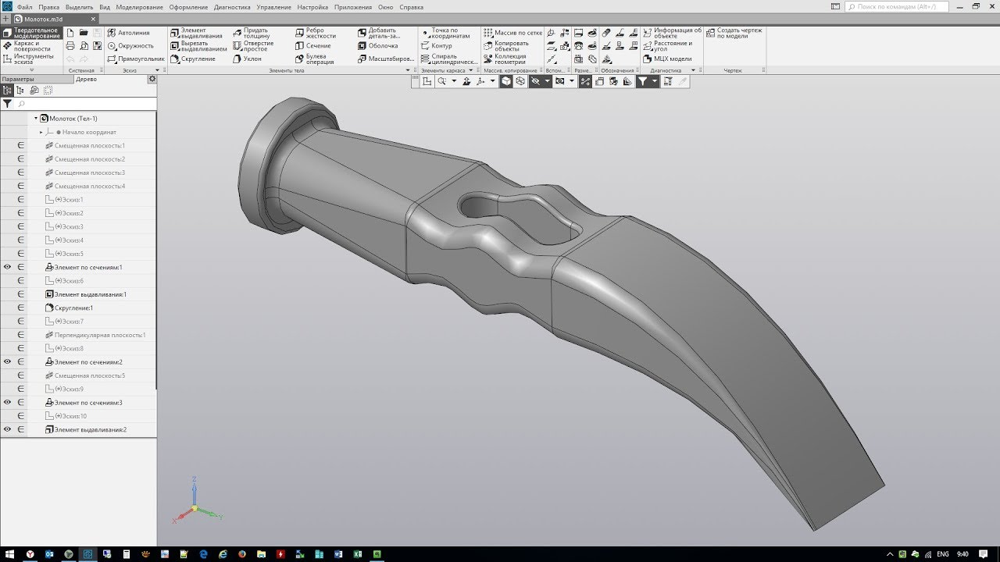 Файл Правка Выделить Вид Моделирование Оформление Диагностика Управление Настройка Приложения Окно Справка
Поиск по командам (Alt+/)
Молоток.m3d
Твердотельное моделирование
Каркас и поверхности
Инструменты эскиза
Системная
Автолиния
Окружность
Прямоугольник
Эскиз
Элемент выдавливания
Вырезать выдавливанием
Скругление
Придать толщину
Отверстие простое
Уклон
Ребро жесткости
Сечение
Булева операция
Добавить деталь-за...
Оболочка
Масштабиров...
Элементы тела
Точка по координатам
Контур
Спираль цилиндрическ...
Элементы каркаса
Массив по сетке
Копировать объекты
Коллекция геометрии
Массив, копирование
Вспом...
Разме...
Обозначения
Информация об объекте
Расстояние и угол
МЦХ модели
Диагностика
Создать чертеж по модели
Чертеж
Параметры
Дерево
Молоток (Тел-1)
Начало координат
Смещенная плоскость:1
Смещенная плоскость:2
Смещенная плоскость:3
Смещенная плоскость:4
(+)Эскиз:1
(+)Эскиз:2
(+)Эскиз:3
(+)Эскиз:4
(+)Эскиз:5
Элемент по сечениям:1
(+)Эскиз:6
Элемент выдавливания:1
Скругление:1
(+)Эскиз:7
Перпендикулярная плоскость:1
(+)Эскиз:8
Элемент по сечениям:2
Смещенная плоскость:5
(+)Эскиз:9
Элемент по сечениям:3
(+)Эскиз:10
Элемент выдавливания:2
Z
X
Y
ENG
9:40